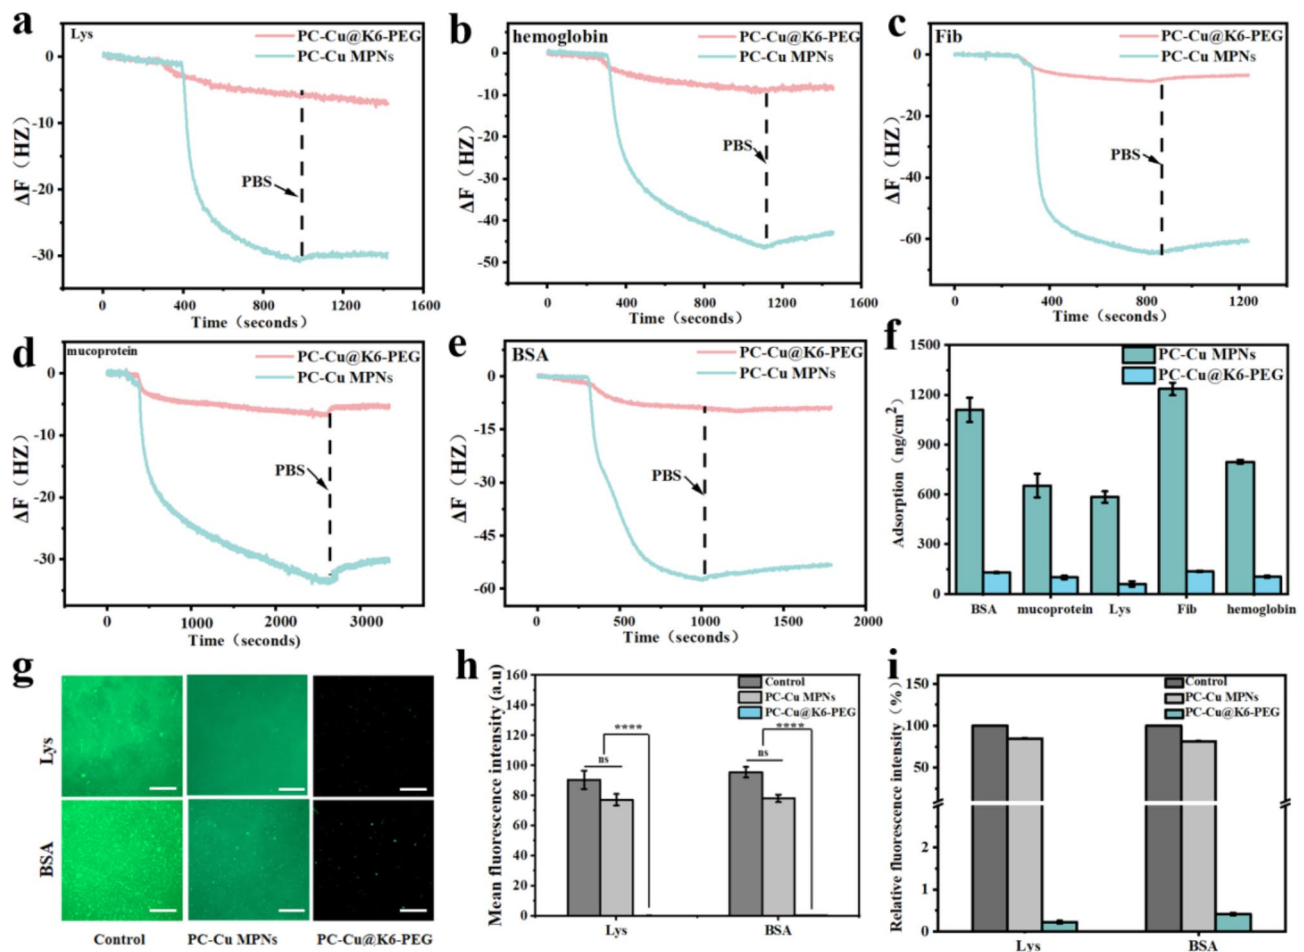 a
Lys
PC-Cu@K6-PEG
PC-Cu MPNs
PBS
0
-10
-20
-30
ΔF（HZ）
0 400 800 1200 1600
Time（seconds）
b
hemoglobin
PC-Cu@K6-PEG
PC-Cu MPNs
PBS
0
-10
-20
-30
-40
-50
ΔF（HZ）
0 400 800 1200 1600
Time（seconds）
c
Fib
PC-Cu@K6-PEG
PC-Cu MPNs
PBS
0
-20
-40
-60
ΔF（HZ）
0 400 800 1200
Time（seconds）
d
mucoprotein
PC-Cu@K6-PEG
PC-Cu MPNs
PBS
0
-10
-20
-30
ΔF（HZ）
0 1000 2000 3000
Time（seconds)
e
BSA
PC-Cu@K6-PEG
PC-Cu MPNs
PBS
0
-15
-30
-45
-60
ΔF（HZ）
0 500 1000 1500 2000
Time（seconds）
f
PC-Cu MPNs
PC-Cu@K6-PEG
1500
1200
900
600
300
0
Adsorption（ng/cm²）
BSA mucoprotein Lys Fib hemoglobin
g
Lys
BSA
Control PC-Cu MPNs PC-Cu@K6-PEG
h
Control
PC-Cu MPNs
PC-Cu@K6-PEG
160
140
120
100
80
60
40
20
0
Mean fluorescence intensity (a.u)
**** ****
ns ns
Lys BSA
i
Control
PC-Cu MPNs
PC-Cu@K6-PEG
100
75
2
1
0
Relative fluorescence intensity（%）
Lys BSA